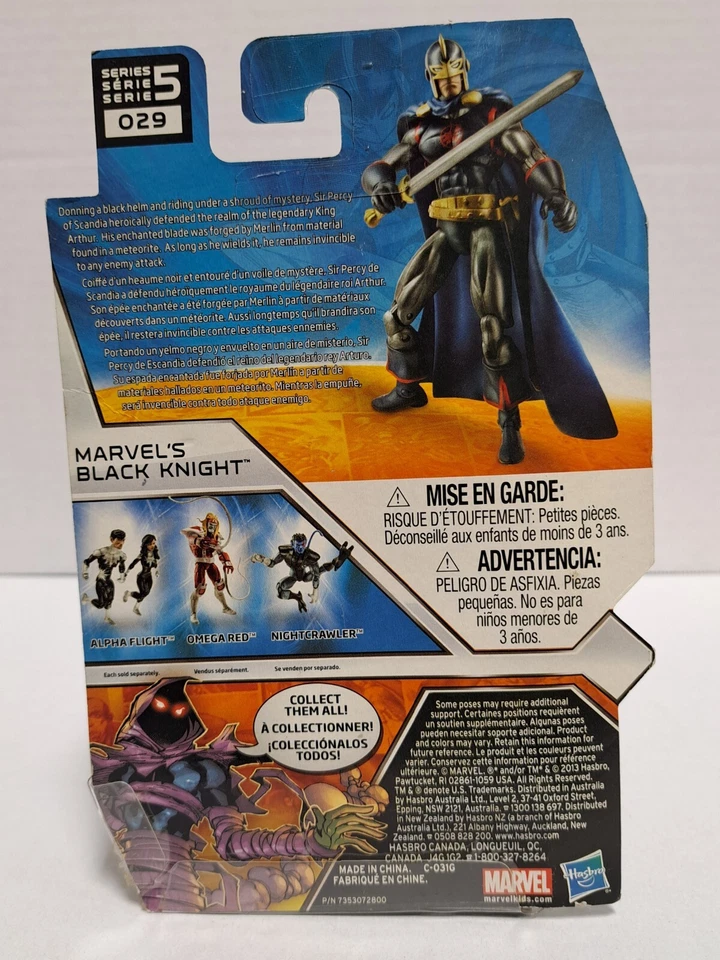 SERIES
SÉRIE
SERIE 5
029
Donning a black helm and riding under a shroud of mystery, Sir Percy
of Scandia heroically defended the realm of the legendary King
Arthur. His enchanted blade was forged by Merlin from material
found in a meteorite. As long as he wields it, he remains invincible
to any enemy attack.
Coiffé d'un heaume noir et entouré d'un voile de mystère, Sir Percy de
Scandia a défendu héroïquement le royaume du légendaire roi Arthur.
Son épée enchantée a été forgée par Merlin à partir de matériaux
découverts dans un météorite. Aussi longtemps qu'il brandira son
épée, il restera invincible contre les attaques ennemies.
Portando un yelmo negro y envuelto en un aire de misterio, Sir
Percy de Escandia defendió el reino del legendario rey Arturo.
Su espada encantada fue forjada por Merlín a partir de
materiales hallados en un meteorito. Mientras la empuñe,
será invencible contra todo ataque enemigo.
MARVEL'S
BLACK KNIGHT™
⚠ MISE EN GARDE:
RISQUE D'ÉTOUFFEMENT: Petites pièces.
Déconseillé aux enfants de moins de 3 ans.
⚠ ADVERTENCIA:
PELIGRO DE ASFIXIA. Piezas
pequeñas. No es para
niños menores de
3 años.
ALPHA FLIGHT™ OMEGA RED™ NIGHTCRAWLER™
Each sold separately. Vendus séparément. Se venden por separado.
COLLECT
THEM ALL!
À COLLECTIONNER!
¡COLECCIÓNALOS
TODOS!
Some poses may require additional
support. Certaines positions requièrent
un soutien supplémentaire. Algunas poses
pueden necesitar soporte adicional. Product
and colors may vary. Retain this information for
future reference. Le produit et les couleurs peuvent
varier. Conservez cette information pour référence
ultérieure. © MARVEL. ®* and/or ™* & © 2013 Hasbro,
Pawtucket, RI 02861-1059 USA. All Rights Reserved.
TM & ® denote U.S. Trademarks. Distributed in Australia
by Hasbro Australia Ltd., Level 2, 37-41 Oxford Street,
Epping, NSW 2121, Australia. ☎ 1300 138 697. Distributed
in New Zealand by Hasbro NZ (a branch of Hasbro
Australia Ltd.), 221 Albany Highway, Auckland, New
Zealand. ☎ 0508 828 200. www.hasbro.com.
HASBRO CANADA, LONGUEUIL, QC,
CANADA J4G 1G2 ☎ 1-800-327-8264
MADE IN CHINA. C-031G
FABRIQUÉ EN CHINE.
P/N 7353072800
MARVEL
marvelkids.com
Hasbro